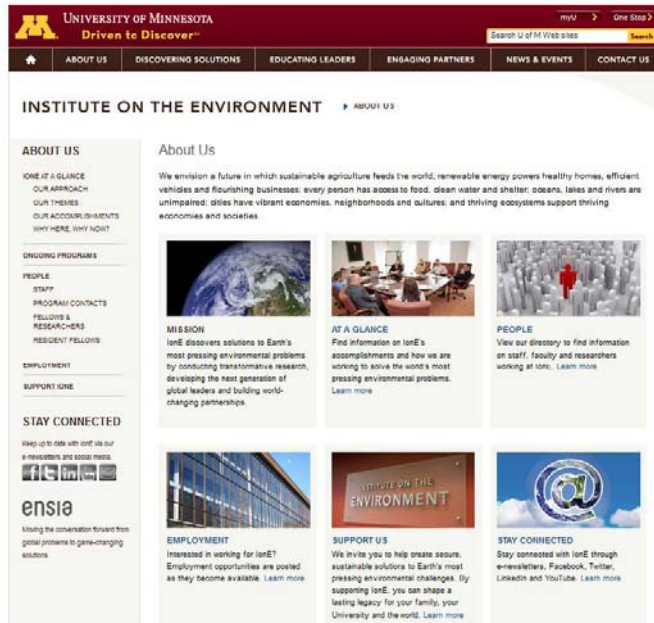 UNIVERSITY OF MINNESOTA
Driven to Discover
myU
One Stop
Search U of M Web sites
Search
ABOUT US
DISCOVERING SOLUTIONS
EDUCATING LEADERS
ENGAGING PARTNERS
NEWS & EVENTS
CONTACT US
INSTITUTE ON THE ENVIRONMENT
ABOUT US
ABOUT US
IONE AT A GLANCE
OUR APPROACH
OUR THEMES
OUR ACCOMPLISHMENTS
WHY HERE, WHY NOW?
ONGOING PROGRAMS
PEOPLE
STAFF
PROGRAM CONTACTS
FELLOWS &
RESEARCHERS
RESIDENT FELLOWS
EMPLOYMENT
SUPPORT IONE
STAY CONNECTED
Keep up to date with IonE via our
e-newsletters and social media.
ensia
Moving the conversation forward from
global problems to game-changing
solutions.
About Us
We envision a future in which sustainable agriculture feeds the world, renewable energy powers healthy homes, efficient
vehicles and flourishing businesses; every person has access to food, clean water and shelter; oceans, lakes and rivers are
unimpaired; cities have vibrant economies, neighborhoods and cultures; and thriving ecosystems support thriving
economies and societies.
MISSION
IonE discovers solutions to Earth's
most pressing environmental problems
by conducting transformative research,
developing the next generation of
global leaders and building world-
changing partnerships.
AT A GLANCE
Find information on IonE's
accomplishments and how we are
working to solve the world's most
pressing environmental problems.
Learn more
PEOPLE
View our directory to find information
on staff, faculty and researchers
working at IonE. Learn more
EMPLOYMENT
Interested in working for IonE?
Employment opportunities are posted
as they become available. Learn more
INSTITUTE ON THE
ENVIRONMENT
SUPPORT US
We invite you to help create secure,
sustainable solutions to Earth's most
pressing environmental challenges. By
supporting IonE, you can shape a
lasting legacy for your family, your
University and the world. Learn more
@
STAY CONNECTED
Stay connected with IonE through
e-newsletters, Facebook, Twitter,
LinkedIn and YouTube. Learn more